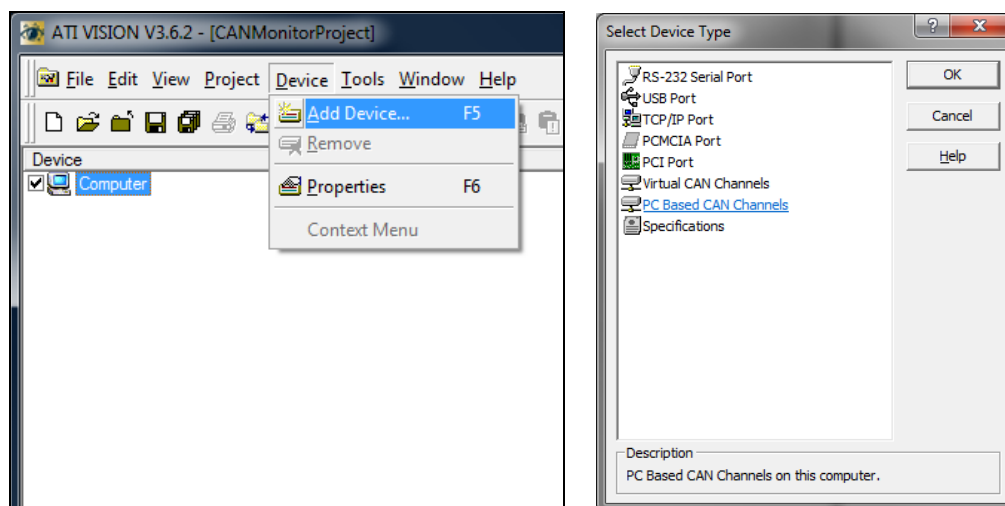 ATI VISION V3.6.2 - [CANMonitorProject]
File Edit View Project Device Tools Window Help
Add Device... F5
Remove
Properties F6
Context Menu
Device
Computer
Select Device Type
RS-232 Serial Port
USB Port
TCP/IP Port
PCMCIA Port
PCI Port
Virtual CAN Channels
PC Based CAN Channels
Specifications
OK
Cancel
Help
Description
PC Based CAN Channels on this computer.